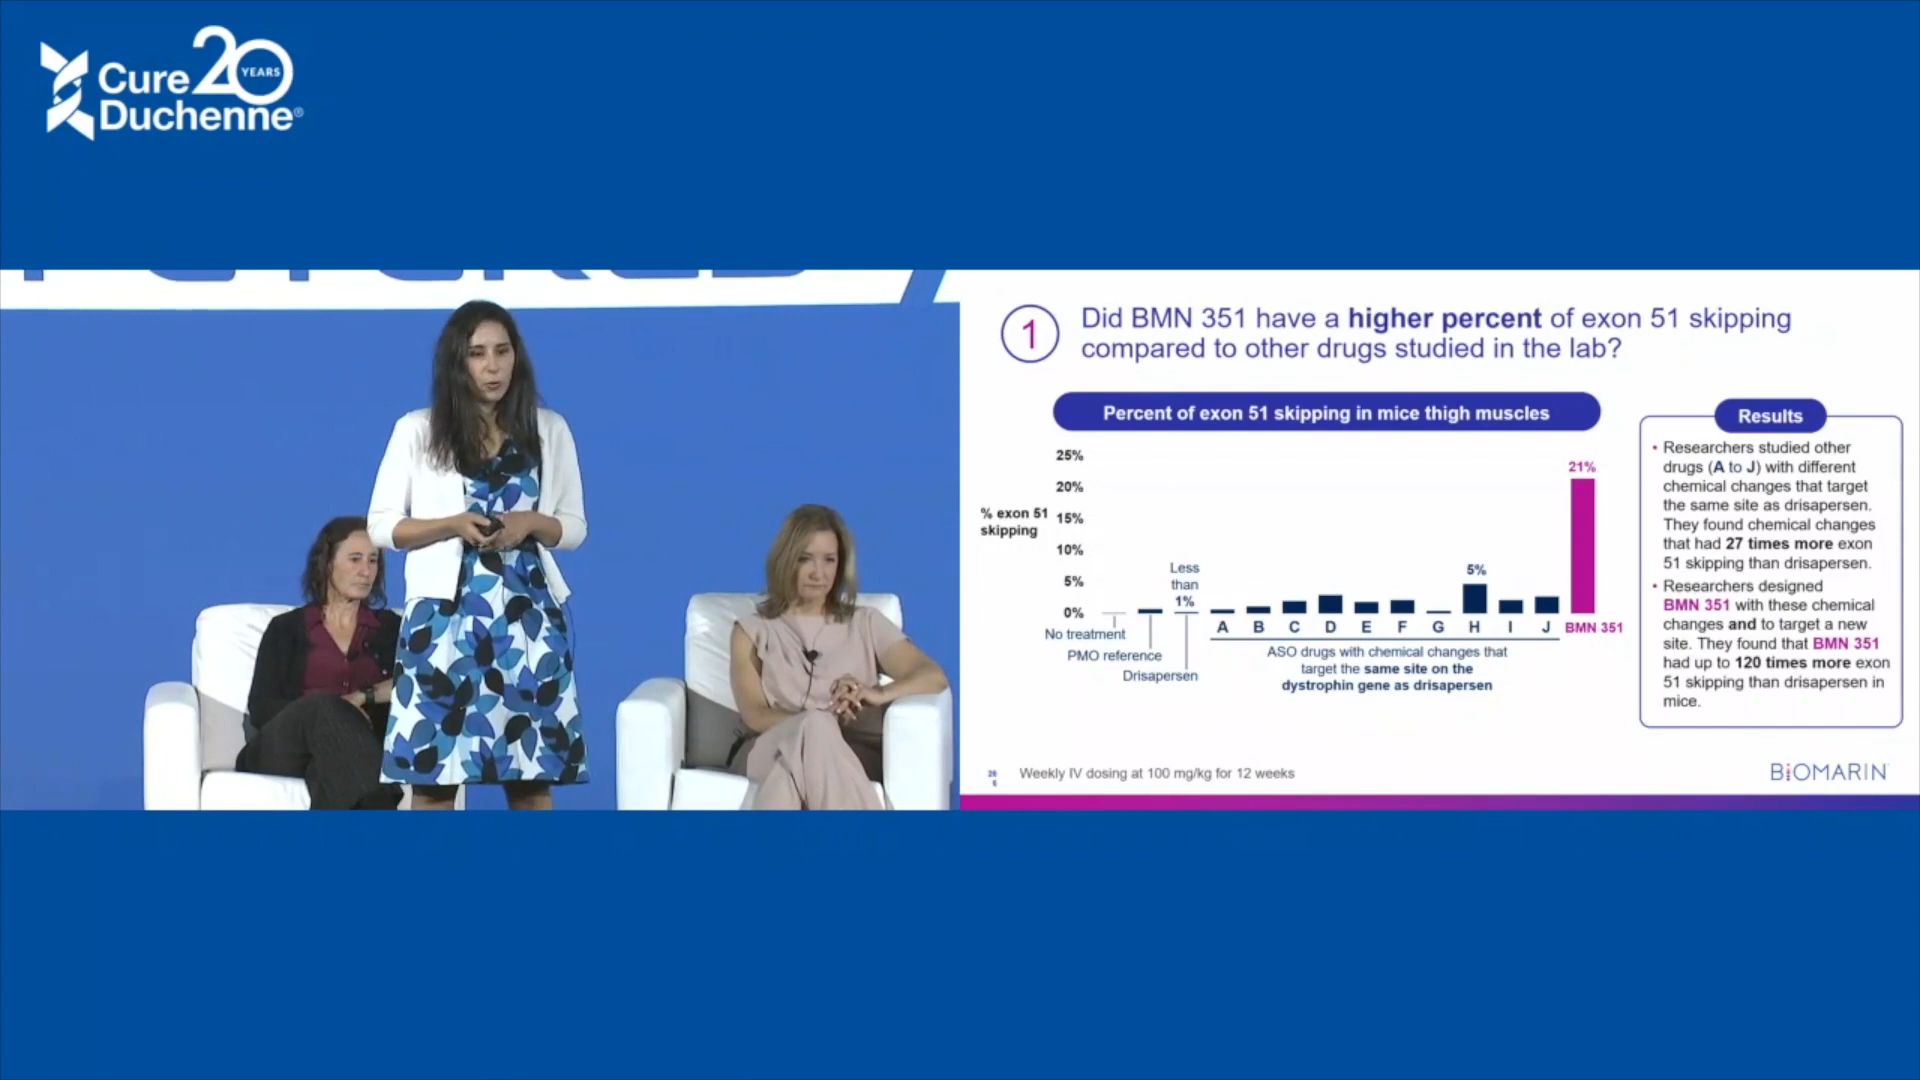 Cure 20 YEARS
Duchenne®
1
Did BMN 351 have a higher percent of exon 51 skipping
compared to other drugs studied in the lab?
Percent of exon 51 skipping in mice thigh muscles
% exon 51
skipping
25%
20%
15%
10%
5%
0%
No treatment
PMO reference
Less
than
1%
Drisapersen
A B C D E F G H I J BMN 351
5%
21%
ASO drugs with chemical changes that
target the same site on the
dystrophin gene as drisapersen
Results
• Researchers studied other
drugs (A to J) with different
chemical changes that target
the same site as drisapersen.
They found chemical changes
that had 27 times more exon
51 skipping than drisapersen.
• Researchers designed
BMN 351 with these chemical
changes and to target a new
site. They found that BMN 351
had up to 120 times more exon
51 skipping than drisapersen in
mice.
Weekly IV dosing at 100 mg/kg for 12 weeks
BIOMARIN